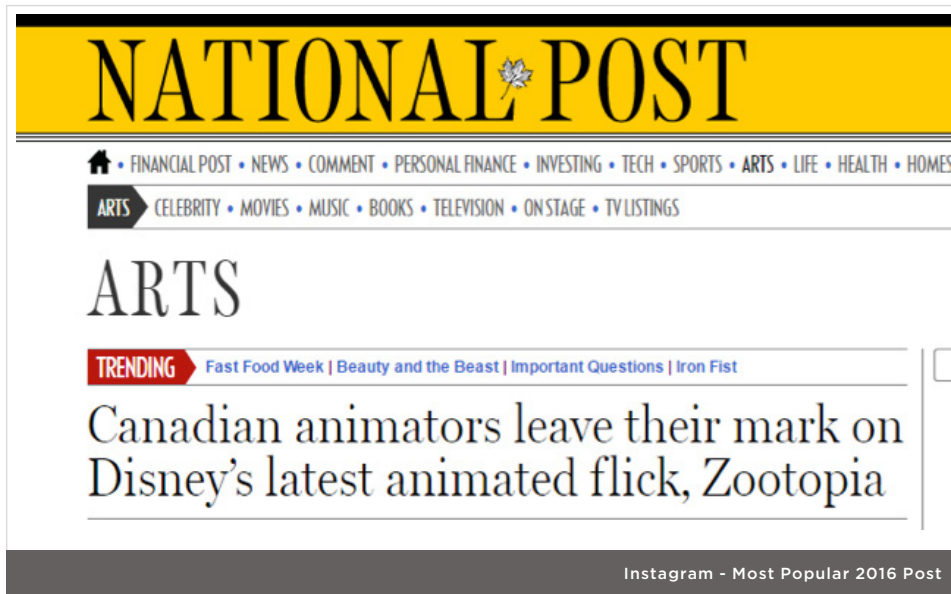 NATIONAL POST
• FINANCIAL POST • NEWS • COMMENT • PERSONAL FINANCE • INVESTING • TECH • SPORTS • ARTS • LIFE • HEALTH • HOMES
ARTS CELEBRITY • MOVIES • MUSIC • BOOKS • TELEVISION • ON STAGE • TV LISTINGS
ARTS
TRENDING Fast Food Week | Beauty and the Beast | Important Questions | Iron Fist
Canadian animators leave their mark on
Disney’s latest animated flick, Zootopia
Instagram - Most Popular 2016 Post